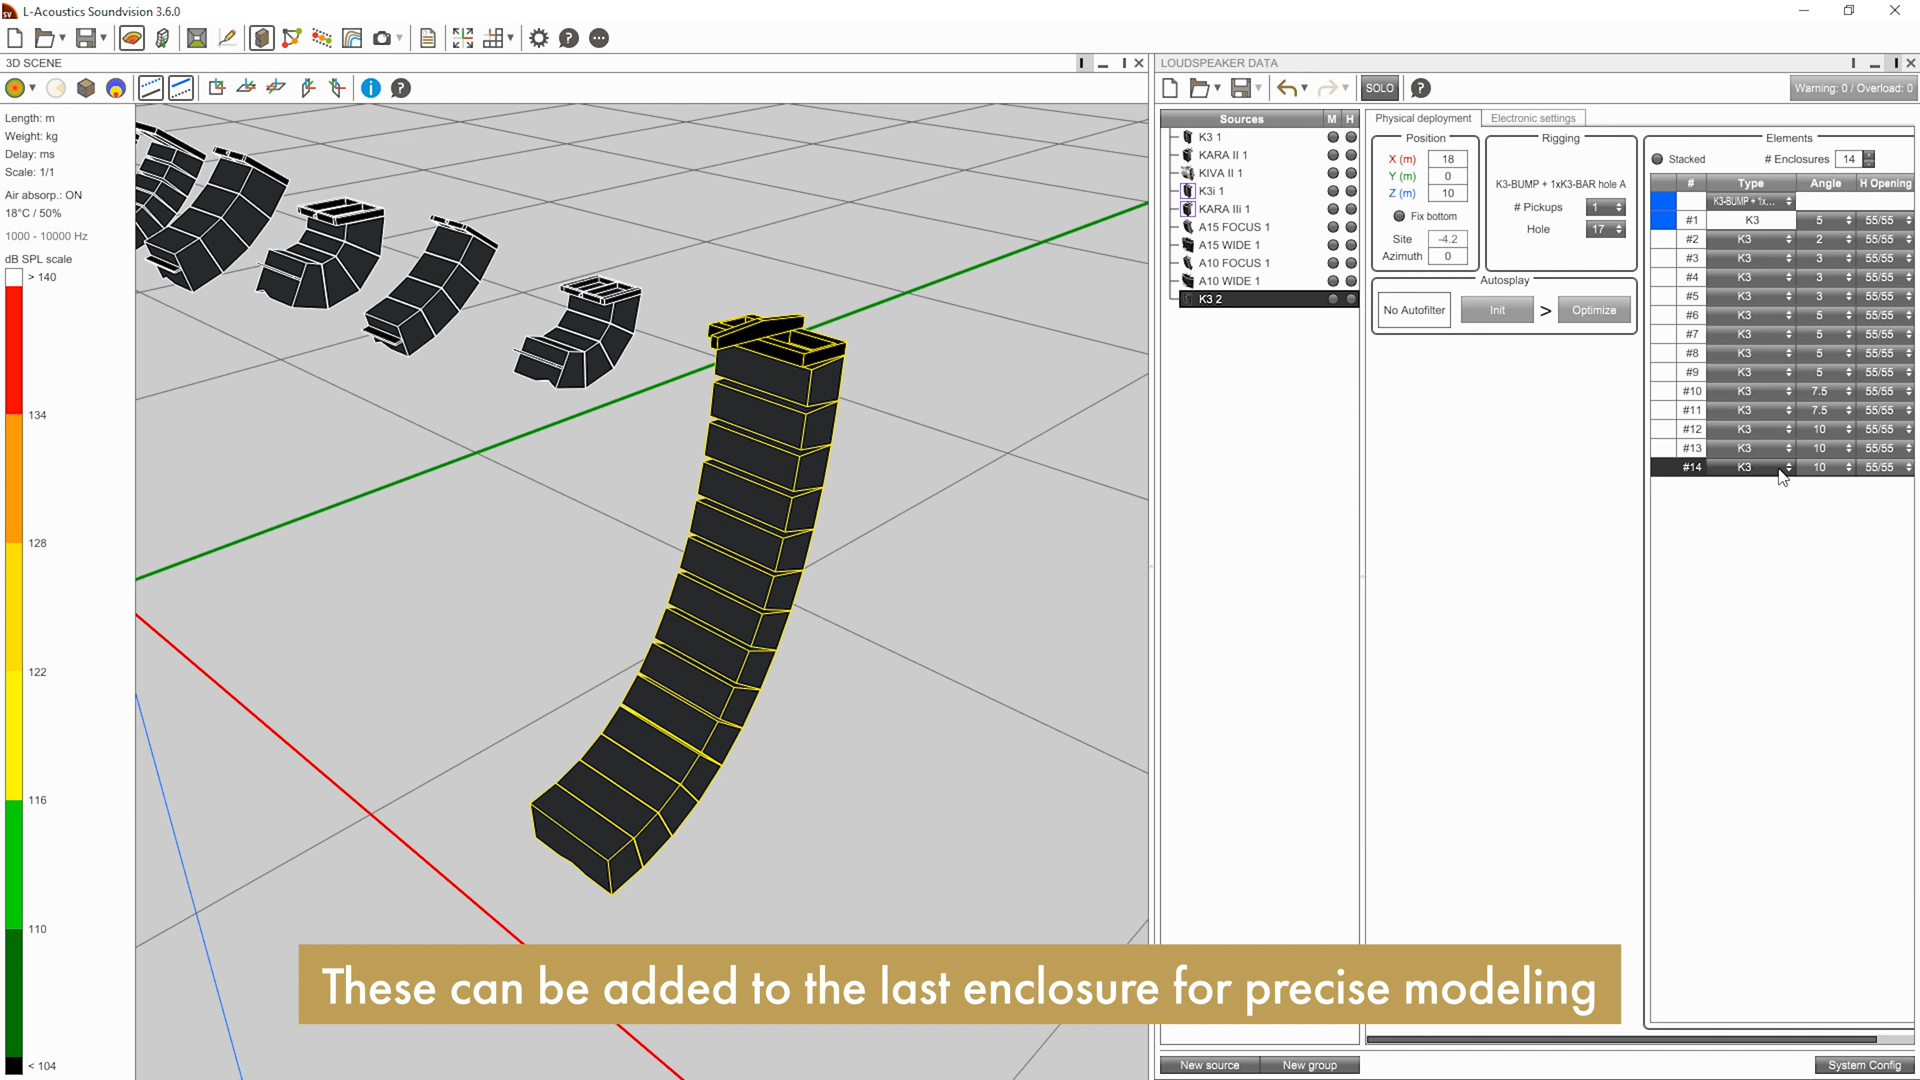 L-Acoustics Soundvision 3.6.0
3D SCENE
Length: m
Weight: kg
Delay: ms
Scale: 1/1
Air absorp.: ON
18°C / 50%
1000 - 10000 Hz
dB SPL scale
> 140
134
128
122
116
110
< 104
LOUDSPEAKER DATA
SOLO
Warning: 0 / Overload: 0
Sources M H
K3 1
KARA II 1
KIVA II 1
K3i 1
KARA IIi 1
A15 FOCUS 1
A15 WIDE 1
A10 FOCUS 1
A10 WIDE 1
K3 2
Physical deployment
Electronic settings
Position
X (m) 18
Y (m) 0
Z (m) 10
Fix bottom
Site -4.2
Azimuth 0
Rigging
K3-BUMP + 1xK3-BAR hole A
# Pickups 1
Hole 17
Autosplay
No Autofilter
Init
>
Optimize
Elements
Stacked
# Enclosures 14
# Type Angle H Opening
K3-BUMP + 1x...
#1 K3 5 55/55
#2 K3 2 55/55
#3 K3 3 55/55
#4 K3 3 55/55
#5 K3 3 55/55
#6 K3 5 55/55
#7 K3 5 55/55
#8 K3 5 55/55
#9 K3 5 55/55
#10 K3 7.5 55/55
#11 K3 7.5 55/55
#12 K3 10 55/55
#13 K3 10 55/55
#14 K3 10 55/55
These can be added to the last enclosure for precise modeling
New source
New group
System Config